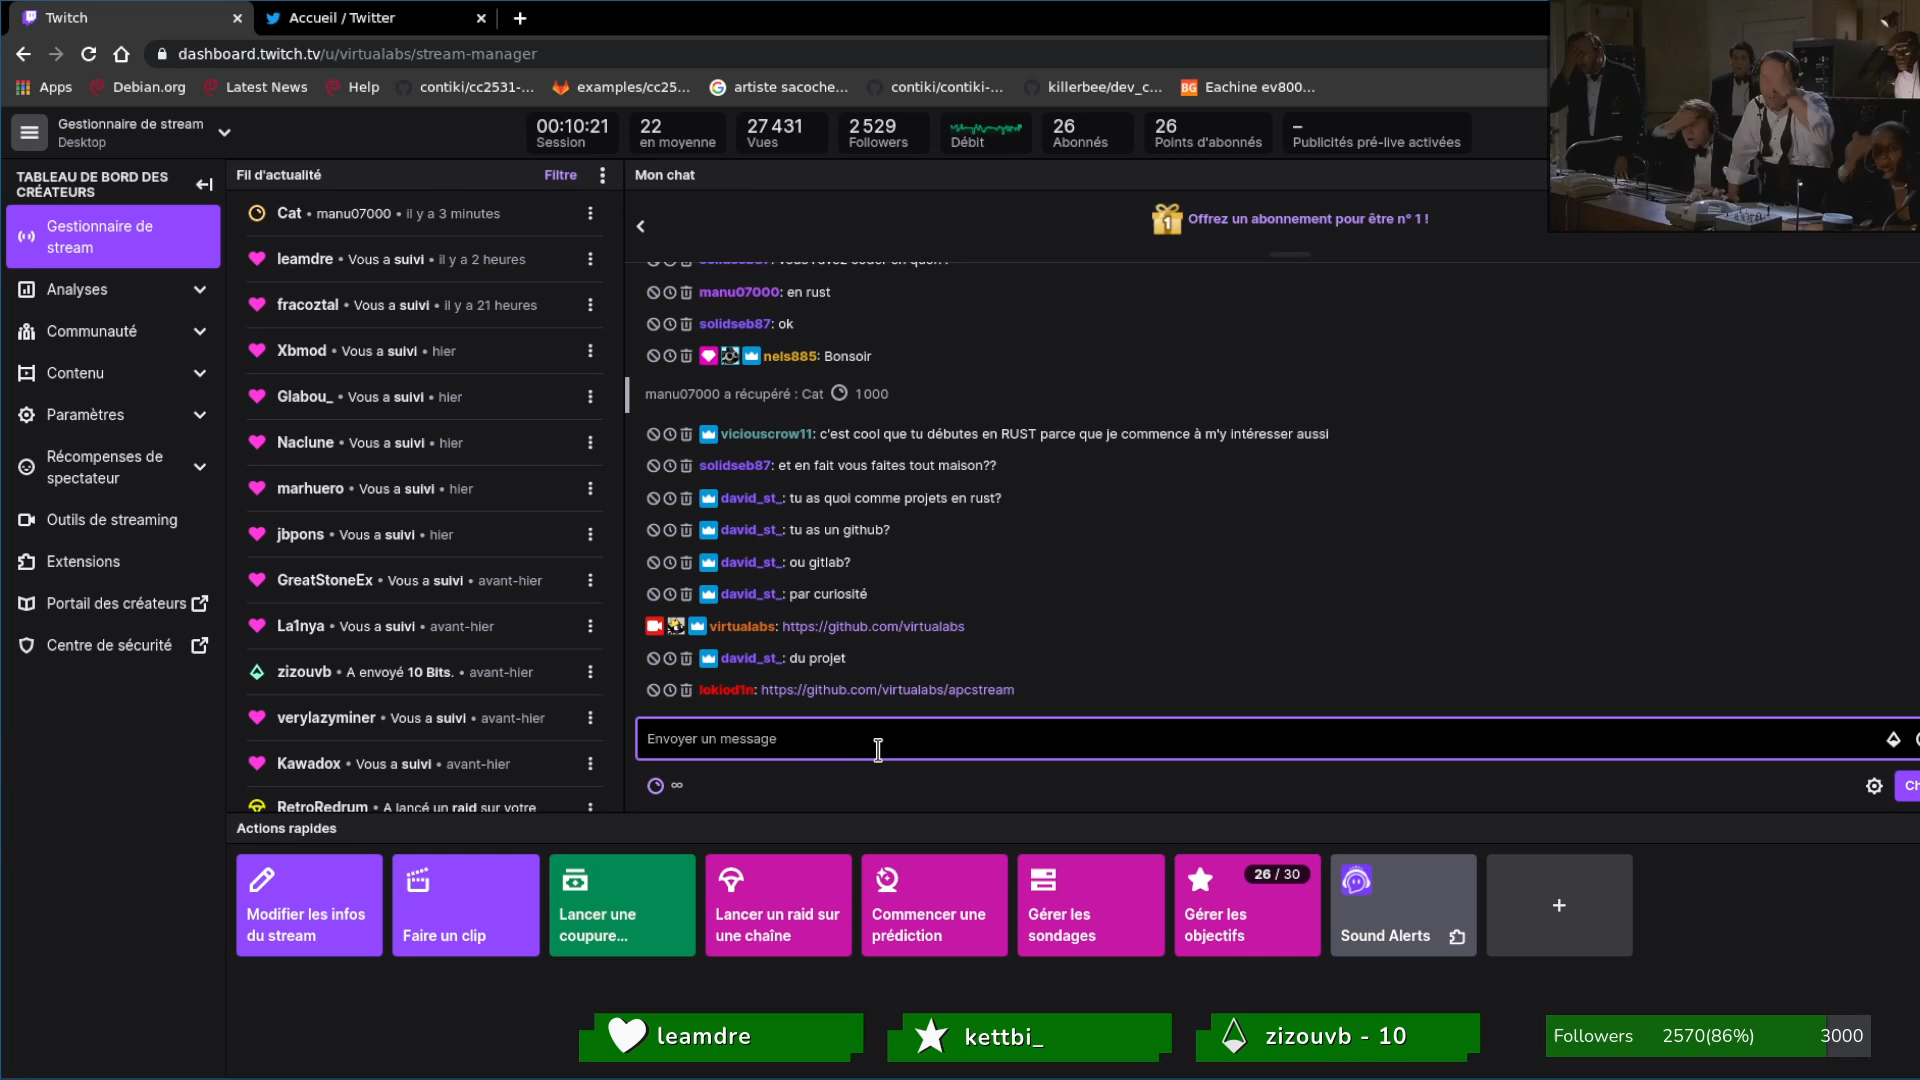 Twitch
Accueil / Twitter
dashboard.twitch.tv/u/virtualabs/stream-manager
Apps
Debian.org
Latest News
Help
contiki/cc2531-...
examples/cc25...
artiste sacoche...
contiki/contiki-...
killerbee/dev_c...
BG
Eachine ev800...
Gestionnaire de stream
Desktop
00:10:21
Session
22
en moyenne
27 431
Vues
2 529
Followers
Débit
26
Abonnés
26
Points d'abonnés
–
Publicités pré-live activées
TABLEAU DE BORD DES
CRÉATEURS
Gestionnaire de
stream
Analyses
Communauté
Contenu
Paramètres
Récompenses de
spectateur
Outils de streaming
Extensions
Portail des créateurs
Centre de sécurité
Fil d'actualité
Filtre
Cat • manu07000 • il y a 3 minutes
leamdre • Vous a suivi • il y a 2 heures
fracoztal • Vous a suivi • il y a 21 heures
Xbmod • Vous a suivi • hier
Glabou_ • Vous a suivi • hier
Naclune • Vous a suivi • hier
marhuero • Vous a suivi • hier
jbpons • Vous a suivi • hier
GreatStoneEx • Vous a suivi • avant-hier
La1nya • Vous a suivi • avant-hier
zizouvb • A envoyé 10 Bits. • avant-hier
verylazyminer • Vous a suivi • avant-hier
Kawadox • Vous a suivi • avant-hier
RetroRedrum • A lancé un raid sur votre
Mon chat
1
Offrez un abonnement pour être n° 1 !
manu07000: en rust
solidseb87: ok
nels885: Bonsoir
manu07000 a récupéré : Cat 1 000
viciouscrow11: c'est cool que tu débutes en RUST parce que je commence à m'y intéresser aussi
solidseb87: et en fait vous faites tout maison??
david_st_: tu as quoi comme projets en rust?
david_st_: tu as un github?
david_st_: ou gitlab?
david_st_: par curiosité
virtualabs: https://github.com/virtualabs
david_st_: du projet
lokiod1n: https://github.com/virtualabs/apcstream
Envoyer un message
∞
Ch
Actions rapides
Modifier les infos
du stream
Faire un clip
Lancer une
coupure...
Lancer un raid sur
une chaîne
Commencer une
prédiction
Gérer les
sondages
26 / 30
Gérer les
objectifs
Sound Alerts
+
leamdre
kettbi_
zizouvb - 10
Followers 2570(86%) 3000